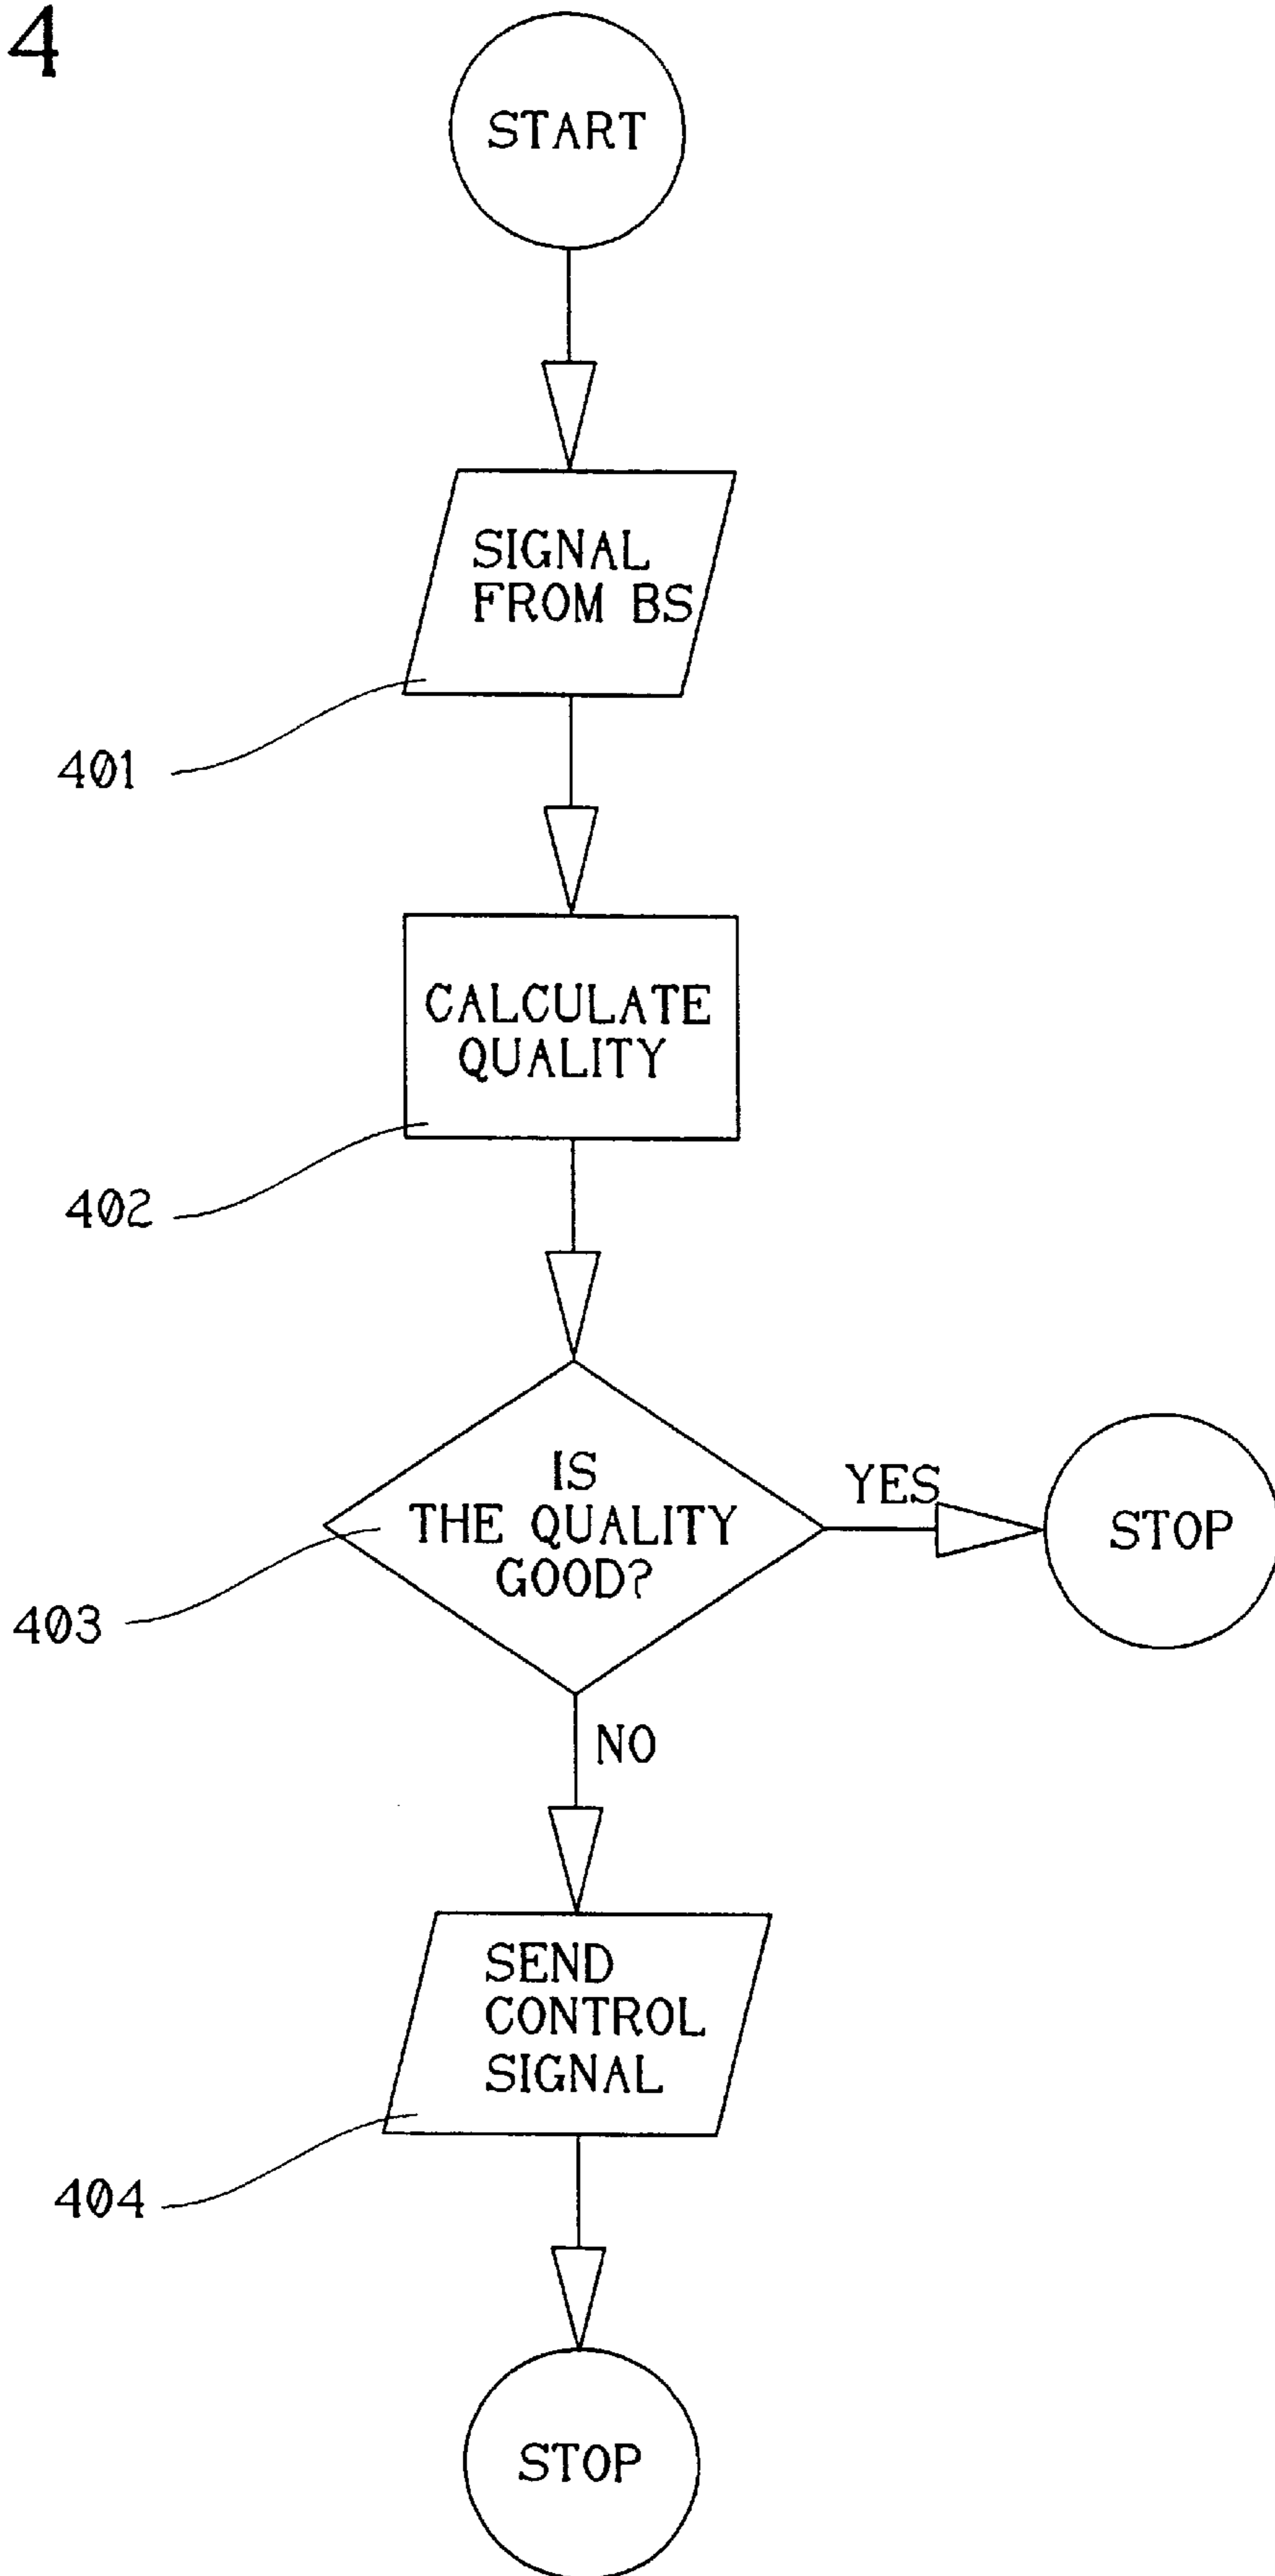 4
START
SIGNAL
FROM BS
401
CALCULATE
QUALITY
402
IS
THE QUALITY
GOOD?
YES
STOP
403
NO
SEND
CONTROL
SIGNAL
404
STOP